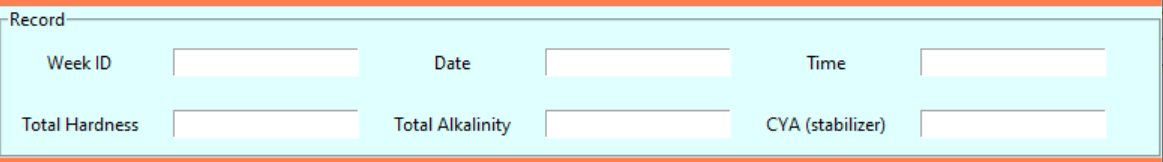 Record
Week ID Date Time
Total Hardness Total Alkalinity CYA (stabilizer)